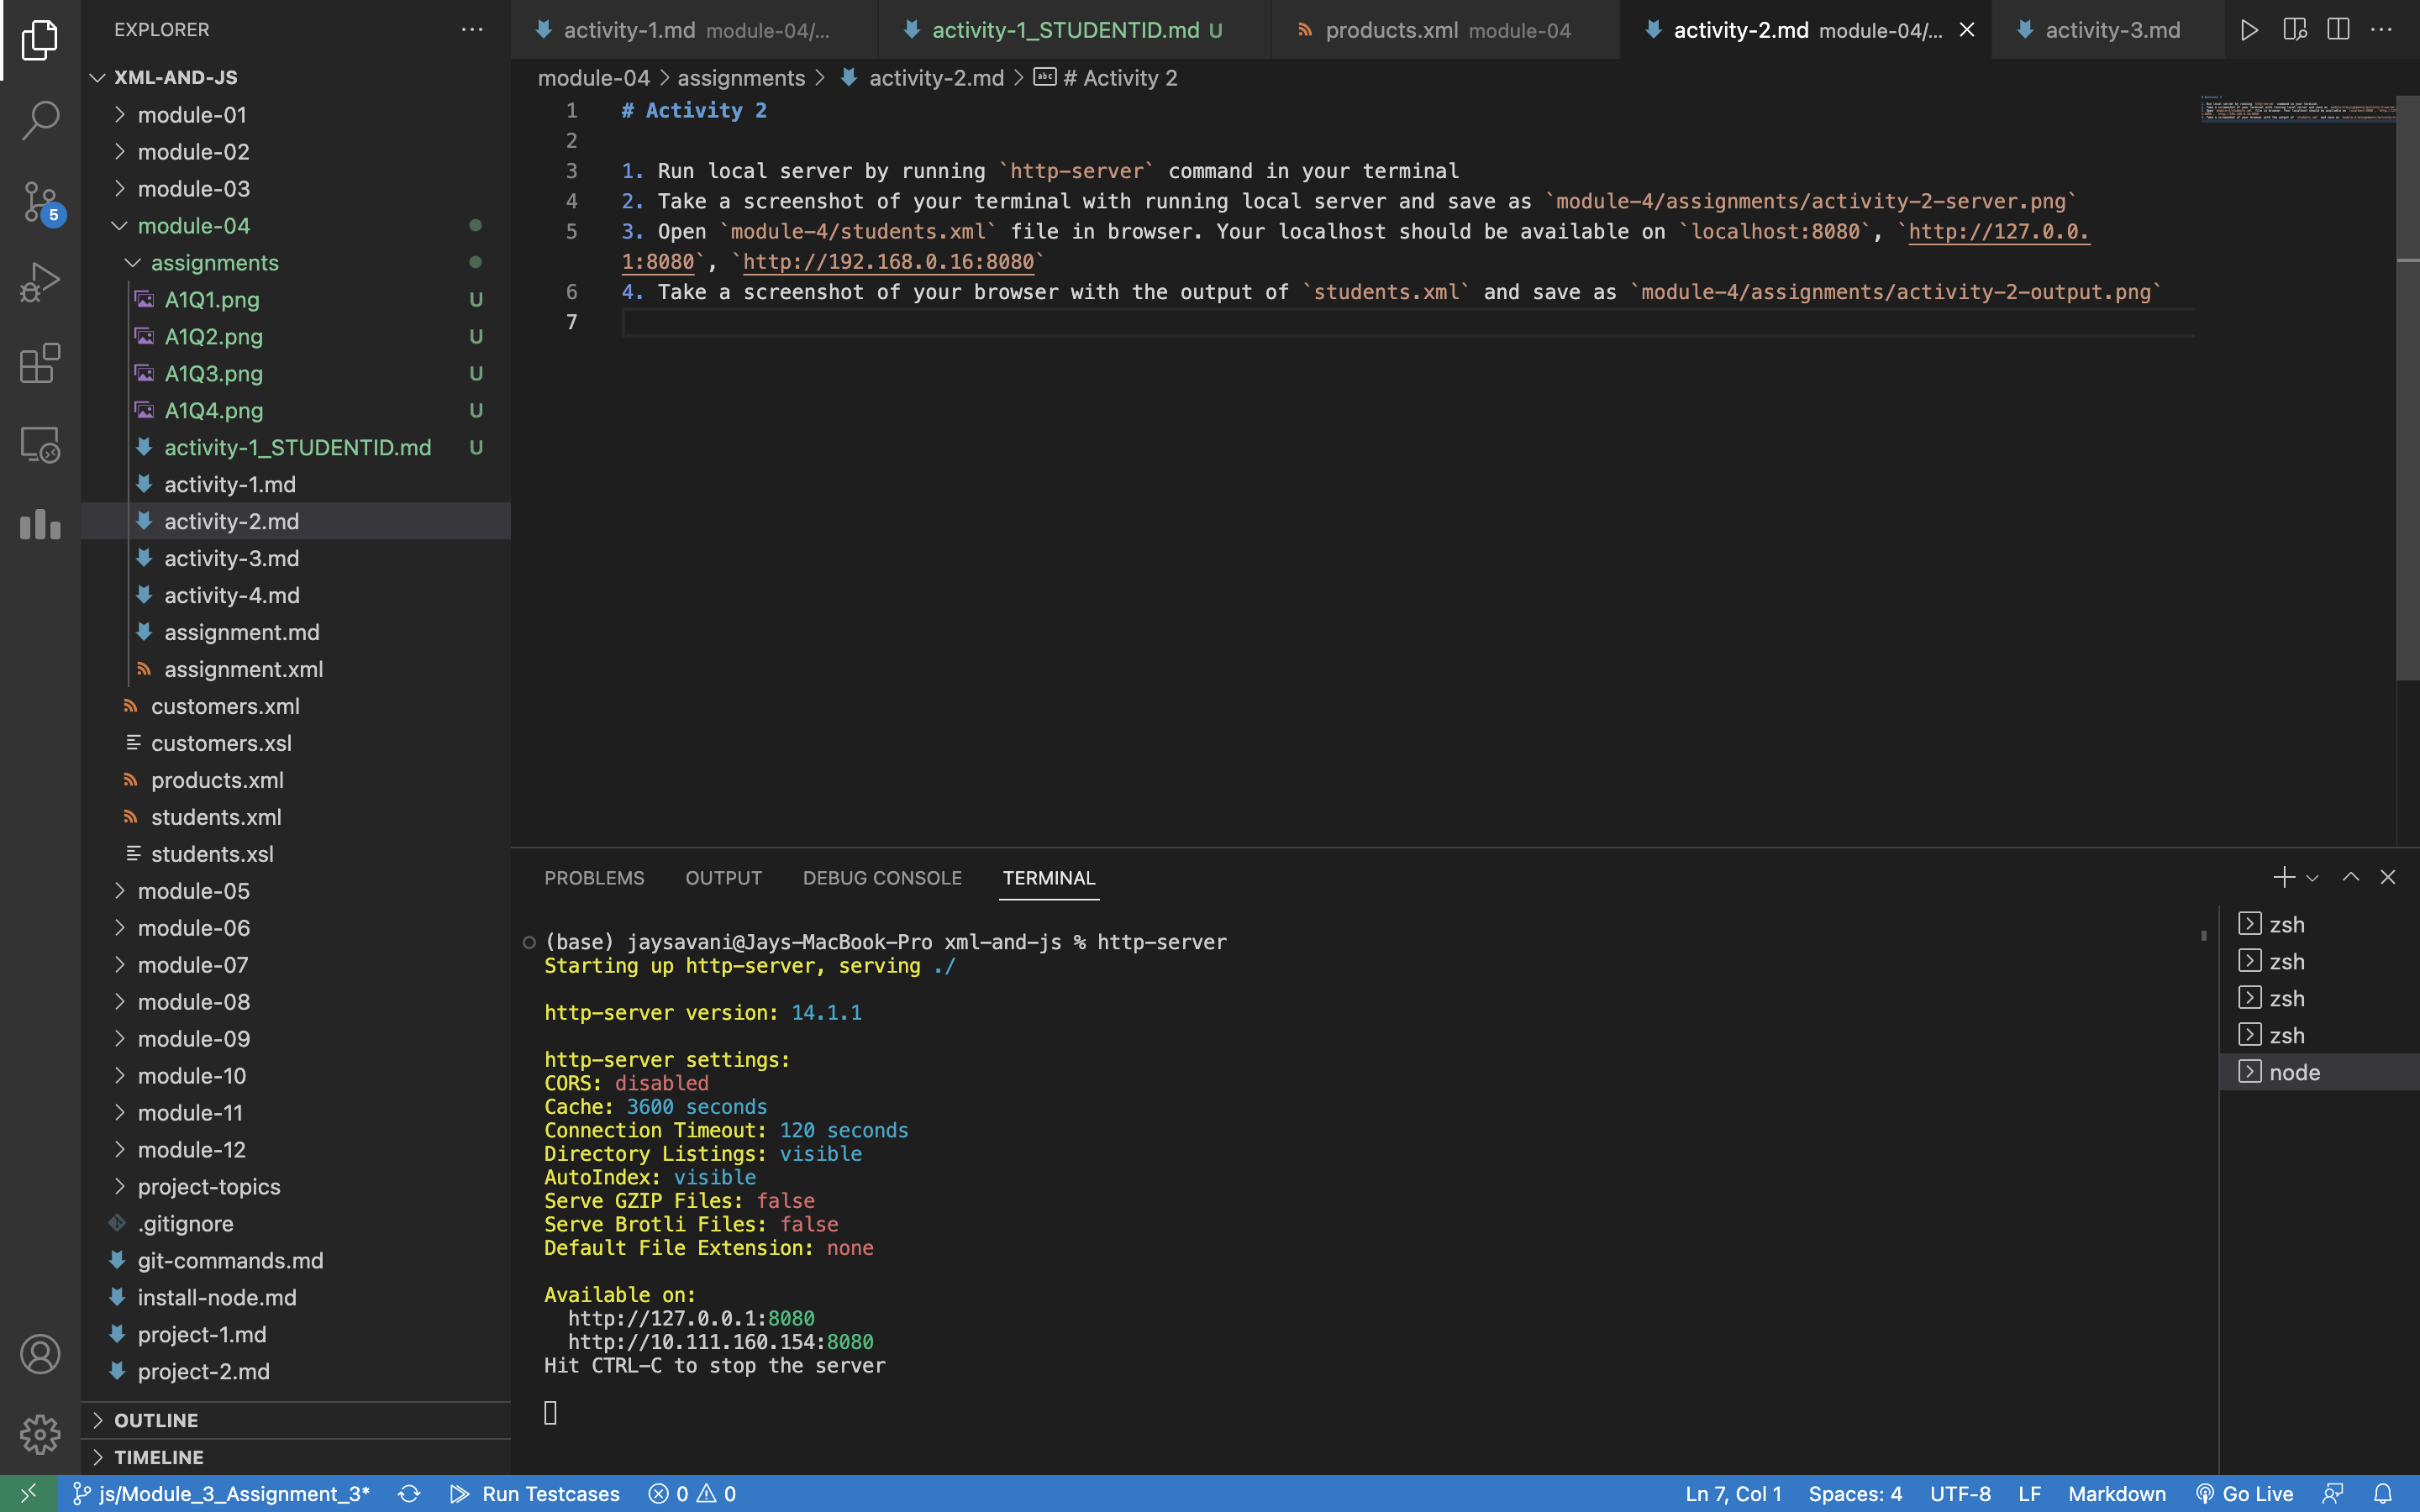 EXPLORER
XML-AND-JS
module-01
module-02
module-03
module-04
assignments
A1Q1.png U
A1Q2.png U
A1Q3.png U
A1Q4.png U
activity-1_STUDENTID.md U
activity-1.md
activity-2.md
activity-3.md
activity-4.md
assignment.md
assignment.xml
customers.xml
customers.xsl
products.xml
students.xml
students.xsl
module-05
module-06
module-07
module-08
module-09
module-10
module-11
module-12
project-topics
.gitignore
git-commands.md
install-node.md
project-1.md
project-2.md
OUTLINE
TIMELINE
5
activity-1.md module-04/...
activity-1_STUDENTID.md U
products.xml module-04
activity-2.md module-04/...
activity-3.md
module-04 > assignments > activity-2.md > # Activity 2
1 # Activity 2
2
3 1. Run local server by running `http-server` command in your terminal
4 2. Take a screenshot of your terminal with running local server and save as `module-4/assignments/activity-2-server.png`
5 3. Open `module-4/students.xml` file in browser. Your localhost should be available on `localhost:8080`, `http://127.0.0.
1:8080`, `http://192.168.0.16:8080`
6 4. Take a screenshot of your browser with the output of `students.xml` and save as `module-4/assignments/activity-2-output.png`
7
PROBLEMS OUTPUT DEBUG CONSOLE TERMINAL
(base) jaysavani@Jays-MacBook-Pro xml-and-js % http-server
Starting up http-server, serving ./
http-server version: 14.1.1
http-server settings:
CORS: disabled
Cache: 3600 seconds
Connection Timeout: 120 seconds
Directory Listings: visible
AutoIndex: visible
Serve GZIP Files: false
Serve Brotli Files: false
Default File Extension: none
Available on:
http://127.0.0.1:8080
http://10.111.160.154:8080
Hit CTRL-C to stop the server
zsh
zsh
zsh
zsh
node
js/Module_3_Assignment_3* Run Testcases 0 0 Ln 7, Col 1 Spaces: 4 UTF-8 LF Markdown Go Live